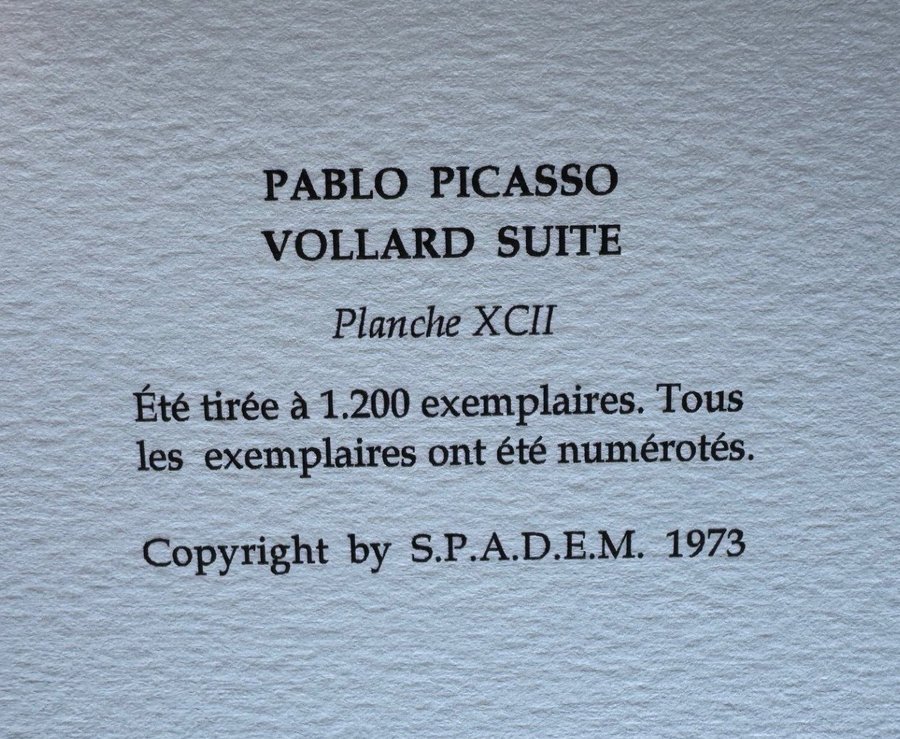 PABLO PICASSO
VOLLARD SUITE
Planche XCII
Été tirée à 1.200 exemplaires. Tous
les exemplaires ont été numérotés.
Copyright by S.P.A.D.E.M. 1973